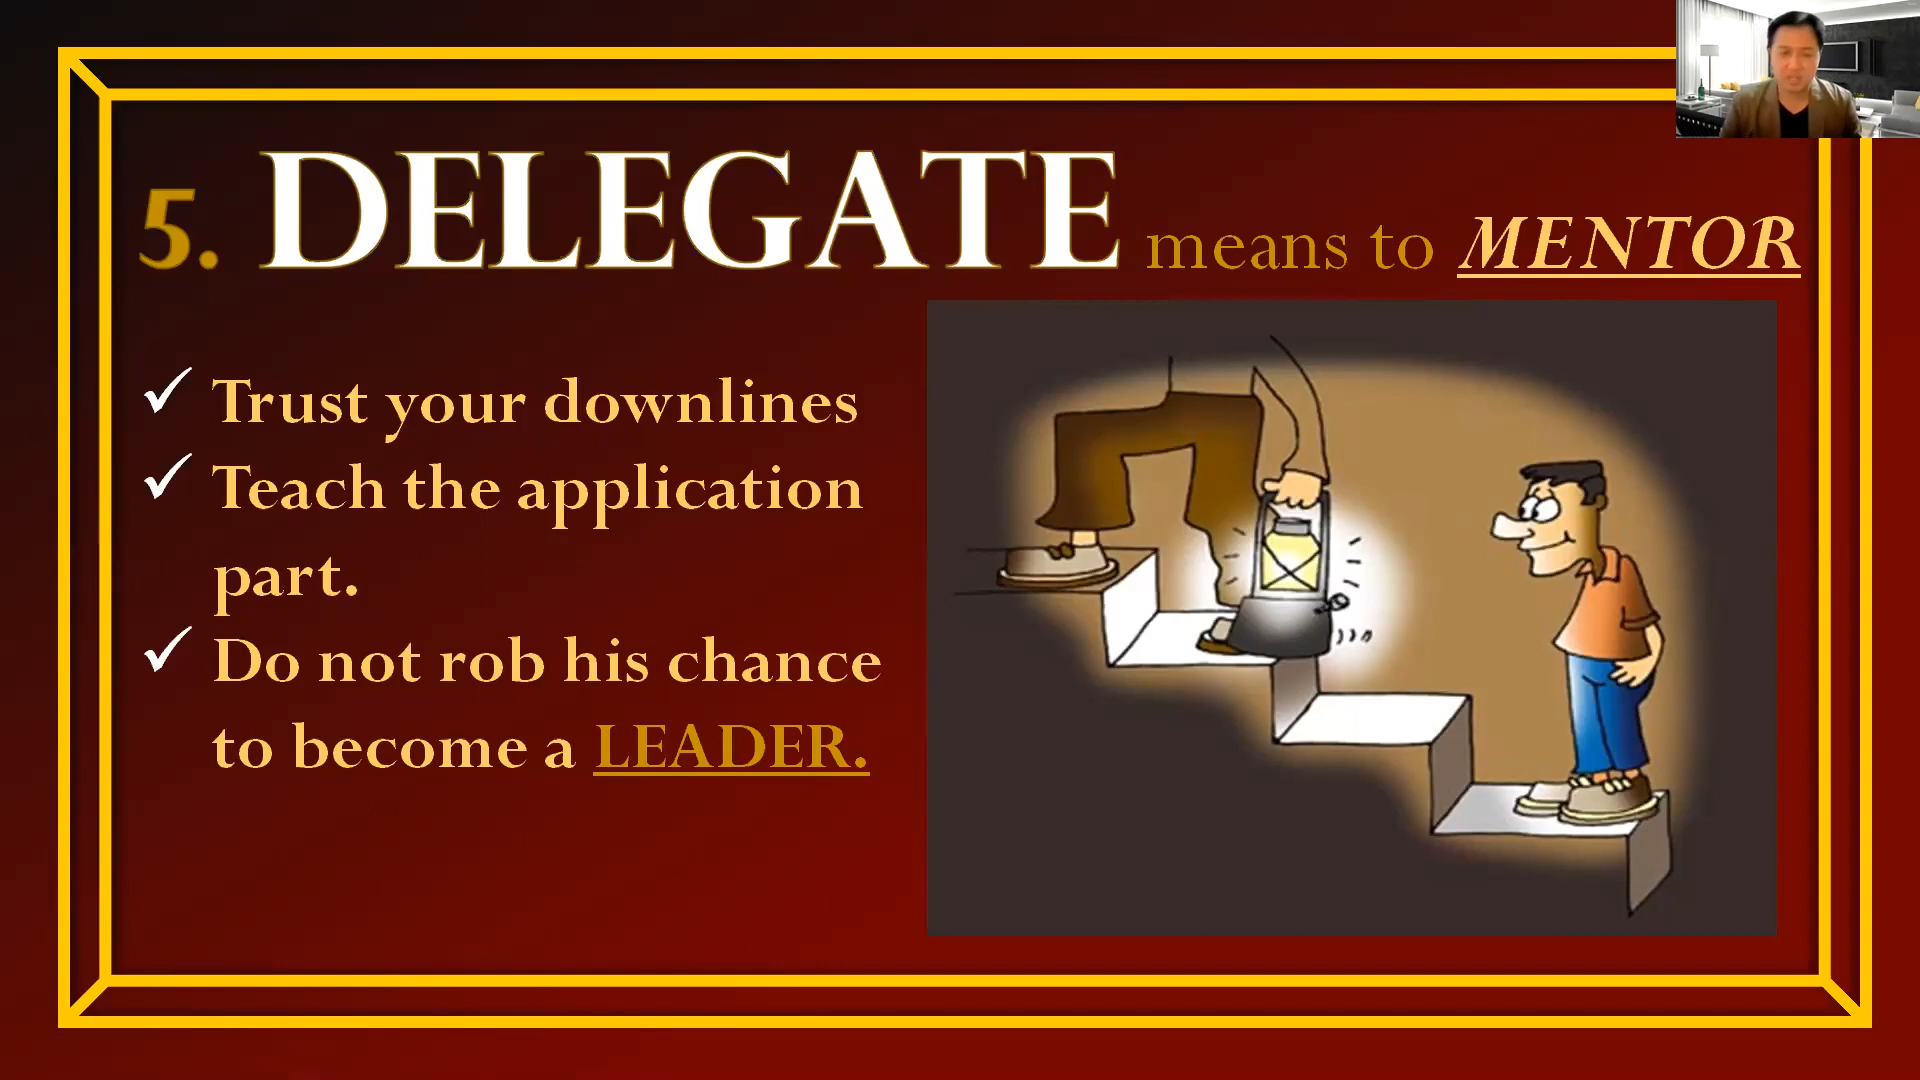 5. DELEGATE means to MENTOR
✓ Trust your downlines
✓ Teach the application
part.
✓ Do not rob his chance
to become a LEADER.